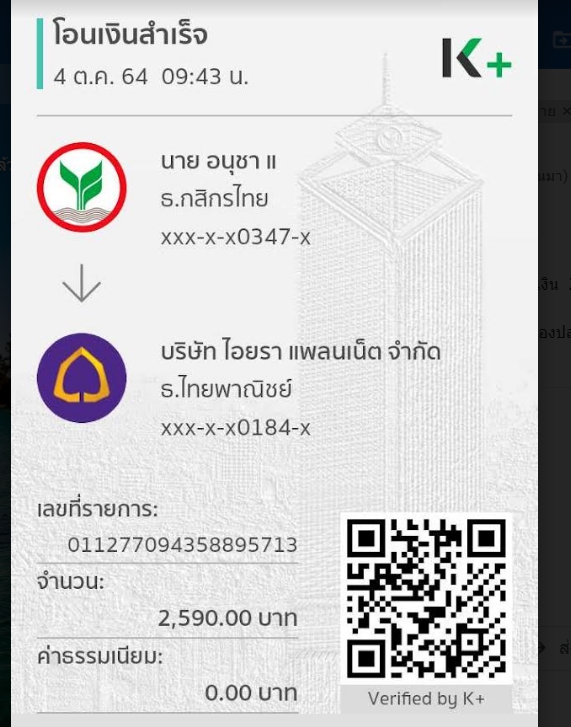 โอนเงินสำเร็จ
4 ต.ค. 64 09:43 น.
K+
นาย อนุชา แ
ธ.กสิกรไทย
xxx-x-x0347-x
บริษัท ไอยรา แพลนเน็ต จำกัด
ธ.ไทยพาณิชย์
xxx-x-x0184-x
เลขที่รายการ:
011277094358895713
จำนวน:
2,590.00 บาท
ค่าธรรมเนียม:
0.00 บาท
Verified by K+